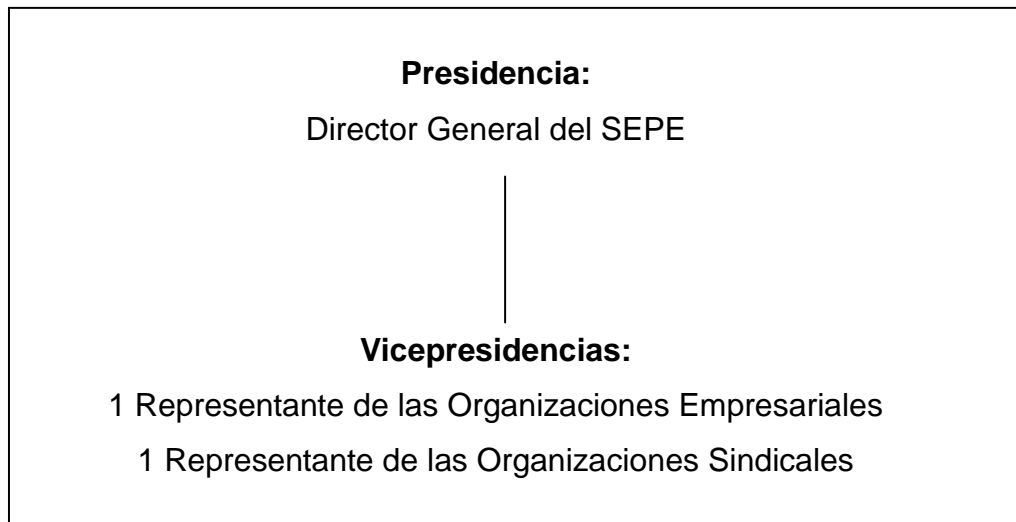 Presidencia:
Director General del SEPE
Vicepresidencias:
1 Representante de las Organizaciones Empresariales
1 Representante de las Organizaciones Sindicales